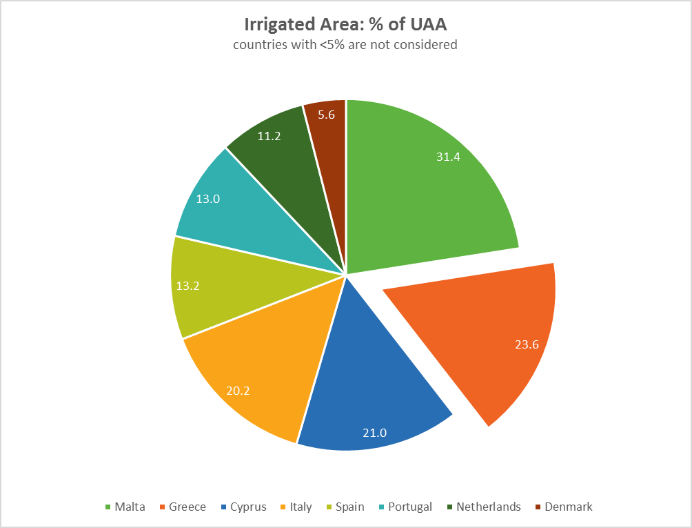 Irrigated Area: % of UAA
countries with <5% are not considered
5.6
11.2
31.4
13.0
13.2
23.6
20.2
21.0
Malta Greece Cyprus Italy Spain Portugal Netherlands Denmark